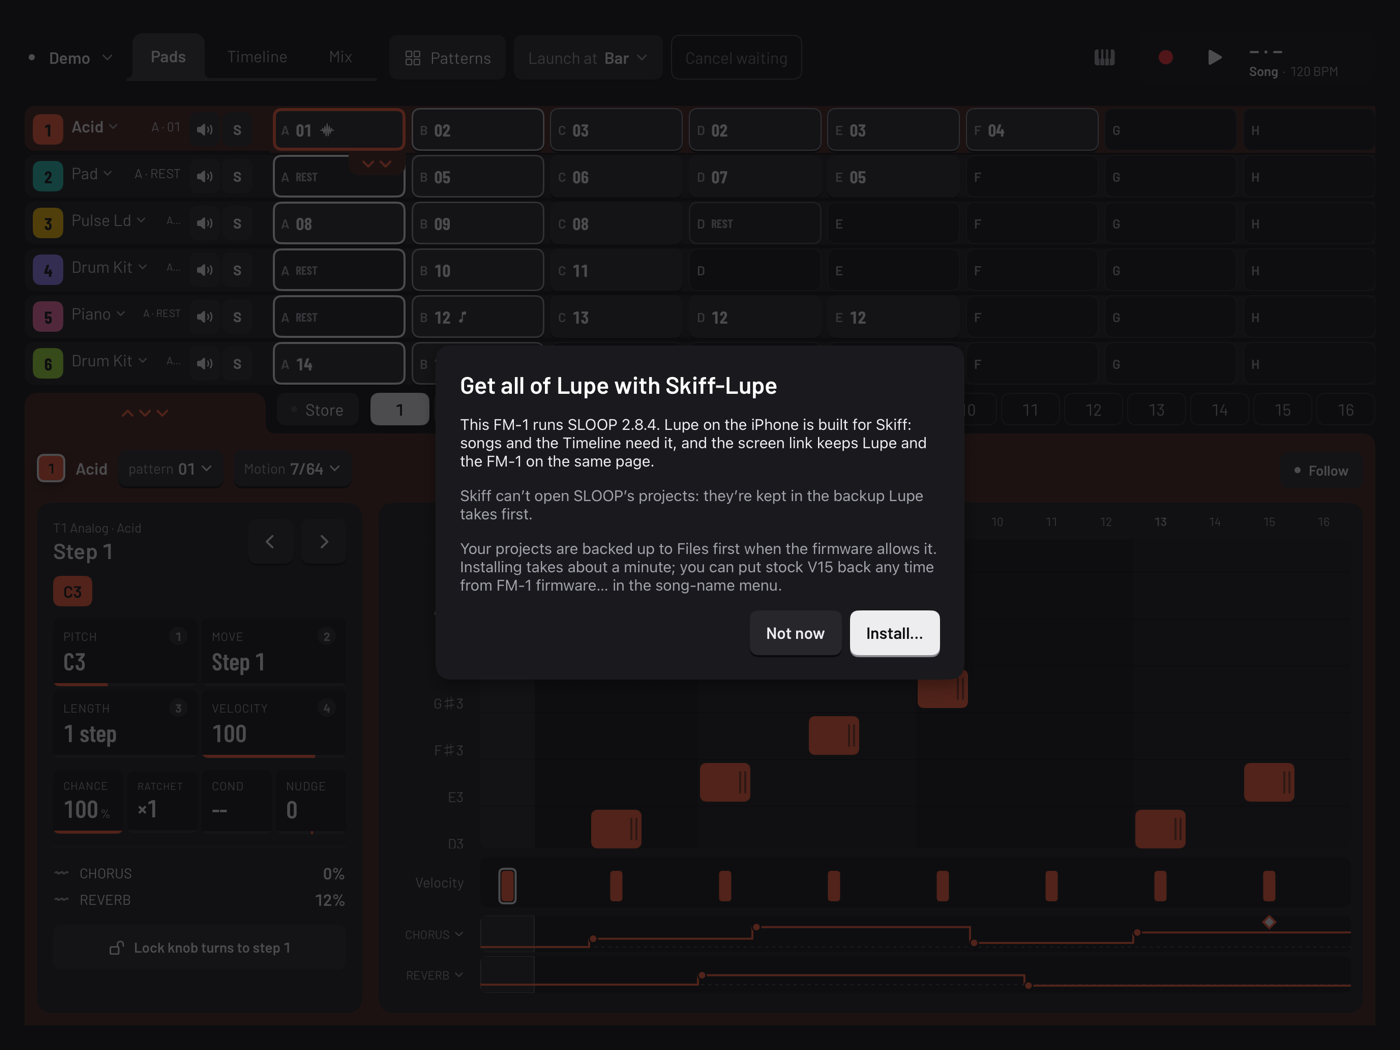 Demo
Pads
Timeline
Mix
Patterns
Launch at Bar
Cancel waiting
Song · 120 BPM
1 Acid A · 01 S A 01 B 02 C 03 D 02 E 03 F 04 G H
2 Pad A · REST S A REST B 05 C 06 D 07 E 05 F G H
3 Pulse Ld A... S A 08 B 09 C 08 D REST E F G H
4 Drum Kit A... S A REST B 10 C 11 D E F G H
5 Piano A · REST S A REST B 12 C 13 D 12 E 12 F G H
6 Drum Kit A... S A 14 B F G H
Store 1 11 12 13 14 15 16
Get all of Lupe with Skiff-Lupe
This FM-1 runs SLOOP 2.8.4. Lupe on the iPhone is built for Skiff:
songs and the Timeline need it, and the screen link keeps Lupe and
the FM-1 on the same page.
Skiff can’t open SLOOP’s projects: they’re kept in the backup Lupe
takes first.
Your projects are backed up to Files first when the firmware allows it.
Installing takes about a minute; you can put stock V15 back any time
from FM-1 firmware... in the song-name menu.
Not now
Install...
1 Acid pattern 01 Motion 7/64
Follow
T1 Analog · Acid
Step 1
C3
PITCH 1
C3
MOVE 2
Step 1
LENGTH 3
1 step
VELOCITY 4
100
CHANCE
100%
RATCHET
×1
COND
--
NUDGE
0
CHORUS 0%
REVERB 12%
Lock knob turns to step 1
10 11 12 13 14 15 16
G♯3
F♯3
E3
D3
Velocity
CHORUS
REVERB